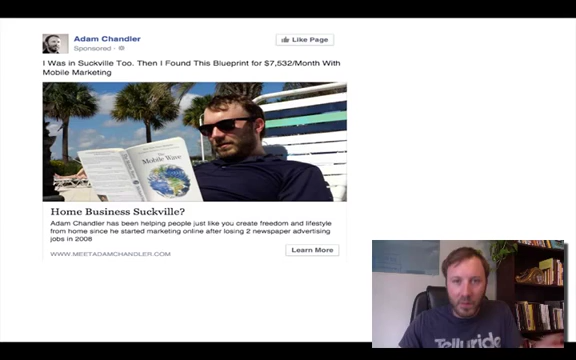 Adam Chandler
Sponsored ·
Like Page
I Was in Suckville Too. Then I Found This Blueprint for $7,532/Month With
Mobile Marketing
The
Mobile Wave
Home Business Suckville?
Adam Chandler has been helping people just like you create freedom and lifestyle
from home since he started marketing online after losing 2 newspaper advertising
jobs in 2008
WWW.MEETADAMCHANDLER.COM
Learn More
Telluride